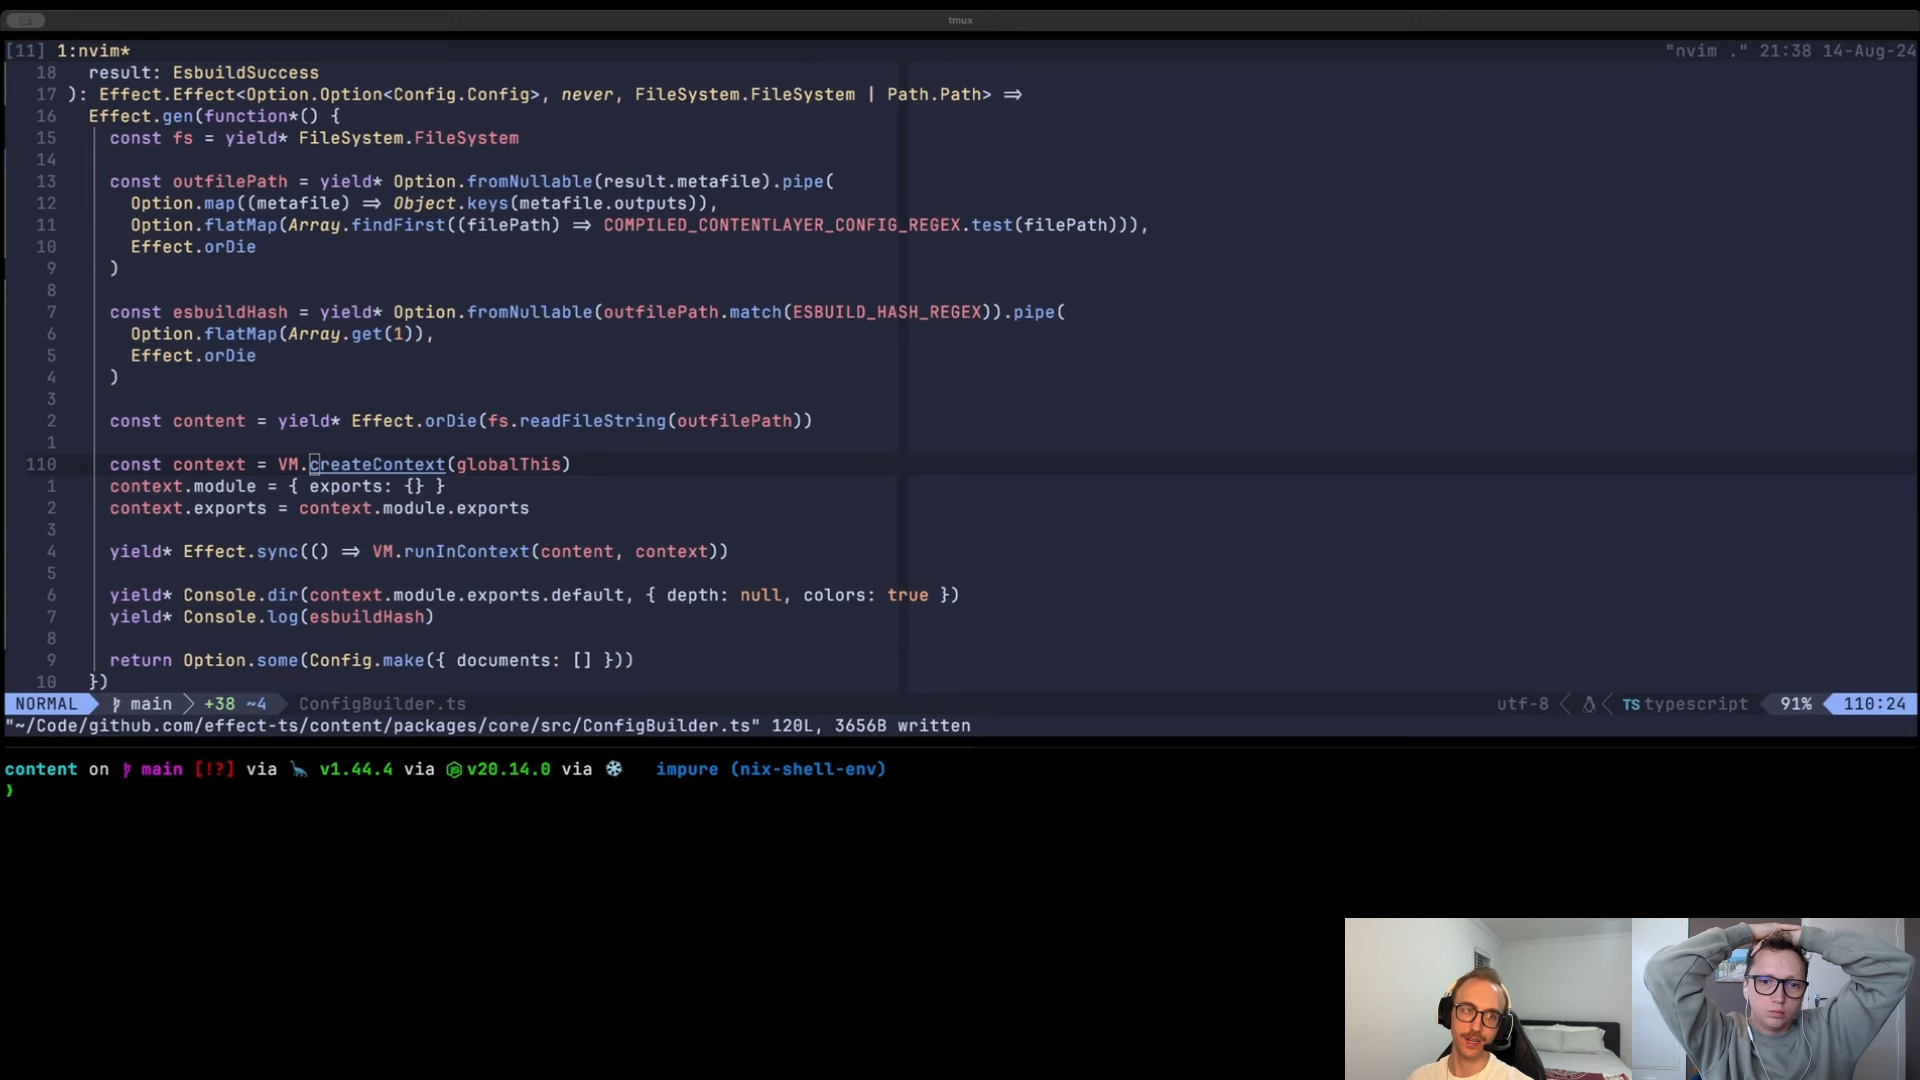 tmux
[11] 1:nvim* "nvim ." 21:38 14-Aug-24
18 result: EsbuildSuccess
17 ): Effect.Effect<Option.Option<Config.Config>, never, FileSystem.FileSystem | Path.Path> =>
16 Effect.gen(function*() {
15 const fs = yield* FileSystem.FileSystem
14
13 const outfilePath = yield* Option.fromNullable(result.metafile).pipe(
12 Option.map((metafile) => Object.keys(metafile.outputs)),
11 Option.flatMap(Array.findFirst((filePath) => COMPILED_CONTENTLAYER_CONFIG_REGEX.test(filePath))),
10 Effect.orDie
9 )
8
7 const esbuildHash = yield* Option.fromNullable(outfilePath.match(ESBUILD_HASH_REGEX)).pipe(
6 Option.flatMap(Array.get(1)),
5 Effect.orDie
4 )
3
2 const content = yield* Effect.orDie(fs.readFileString(outfilePath))
1
110 const context = VM.createContext(globalThis)
1 context.module = { exports: {} }
2 context.exports = context.module.exports
3
4 yield* Effect.sync(() => VM.runInContext(content, context))
5
6 yield* Console.dir(context.module.exports.default, { depth: null, colors: true })
7 yield* Console.log(esbuildHash)
8
9 return Option.some(Config.make({ documents: [] }))
10 })
NORMAL main +38 ~4 ConfigBuilder.ts utf-8 TS typescript 91% 110:24
"~/Code/github.com/effect-ts/content/packages/core/src/ConfigBuilder.ts" 120L, 3656B written
content on main [!?] via v1.44.4 via v20.14.0 via impure (nix-shell-env)
❯